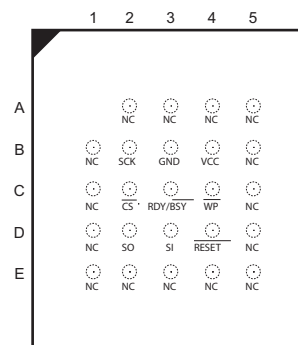 1 2 3 4 5
A
NC NC NC NC
B
NC SCK GND VCC NC
C
NC CS RDY/BSY WP NC
D
NC SO SI RESET NC
E
NC NC NC NC NC